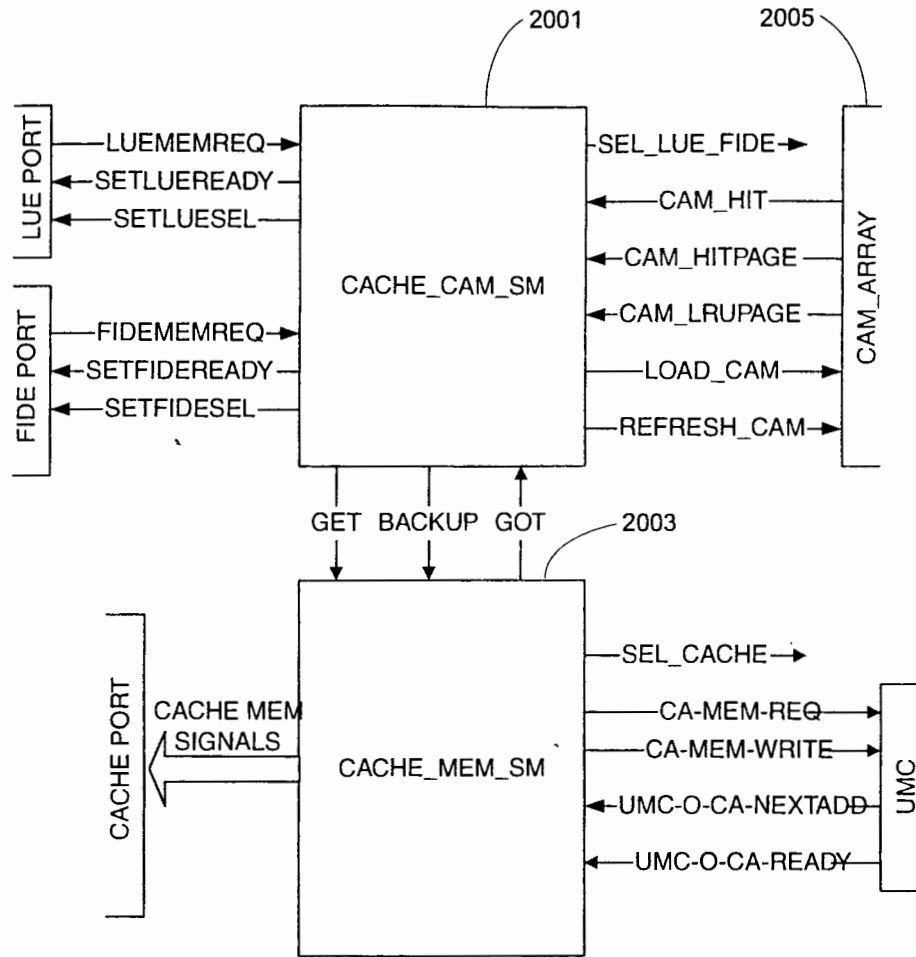 2001
2005
LUE PORT
LUEMEMREQ
SETLUEREADY
SETLUESEL
FIDE PORT
FIDEMEMREQ
SETFIDEREADY
SETFIDESEL
CACHE_CAM_SM
SEL_LUE_FIDE
CAM_HIT
CAM_HITPAGE
CAM_LRUPAGE
LOAD_CAM
REFRESH_CAM
CAM_ARRAY
GET
BACKUP
GOT
2003
CACHE PORT
CACHE MEM
SIGNALS
CACHE_MEM_SM
SEL_CACHE
CA-MEM-REQ
CA-MEM-WRITE
UMC-O-CA-NEXTADD
UMC-O-CA-READY
UMC